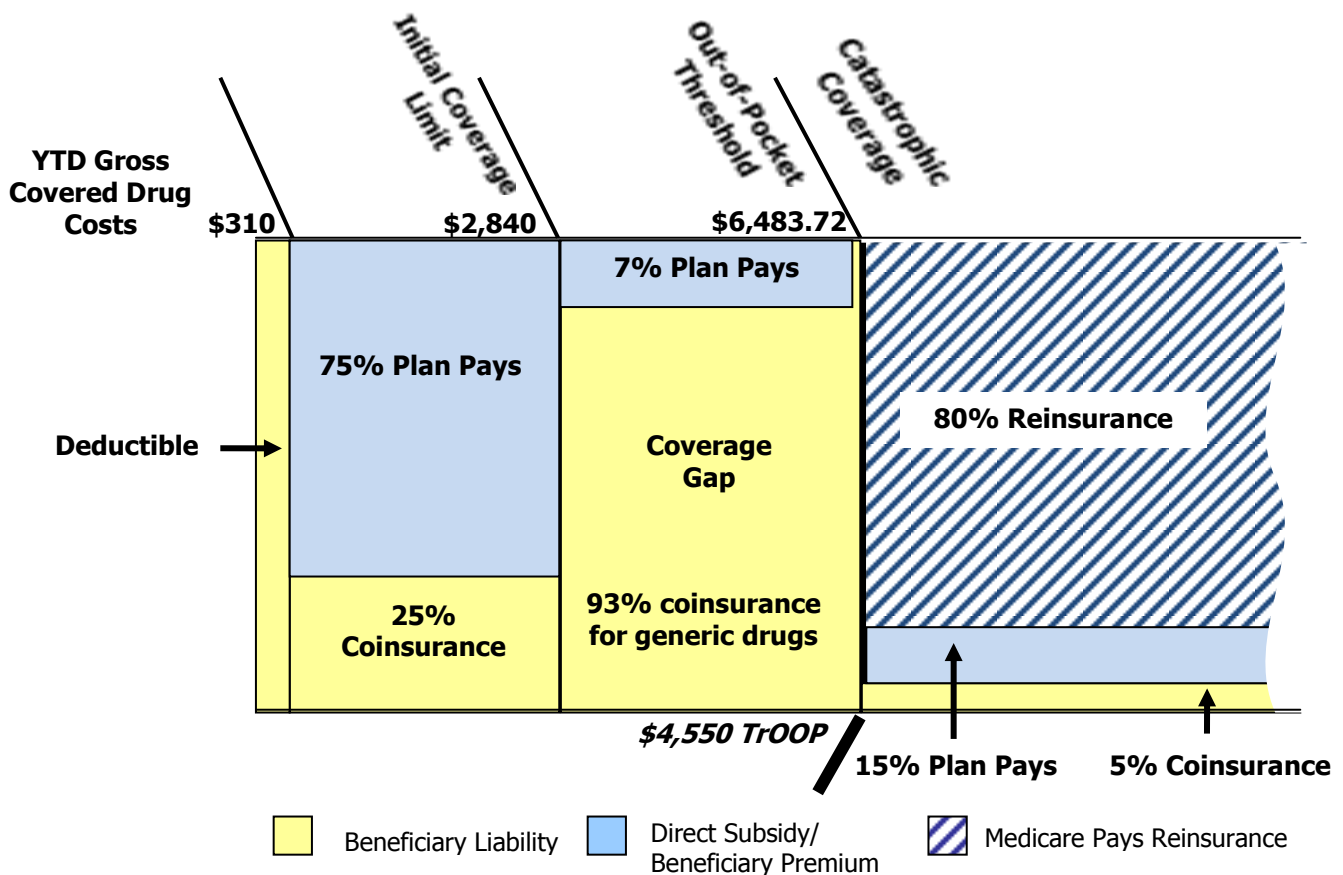 Initial Coverage
Limit
Out-of-Pocket
Threshold
Catastrophic
Coverage
YTD Gross
Covered Drug
Costs
$310
$2,840
$6,483.72
7% Plan Pays
75% Plan Pays
80% Reinsurance
Deductible
Coverage
Gap
25%
Coinsurance
93% coinsurance
for generic drugs
$4,550 TrOOP
15% Plan Pays
5% Coinsurance
Beneficiary Liability
Direct Subsidy/
Beneficiary Premium
Medicare Pays Reinsurance